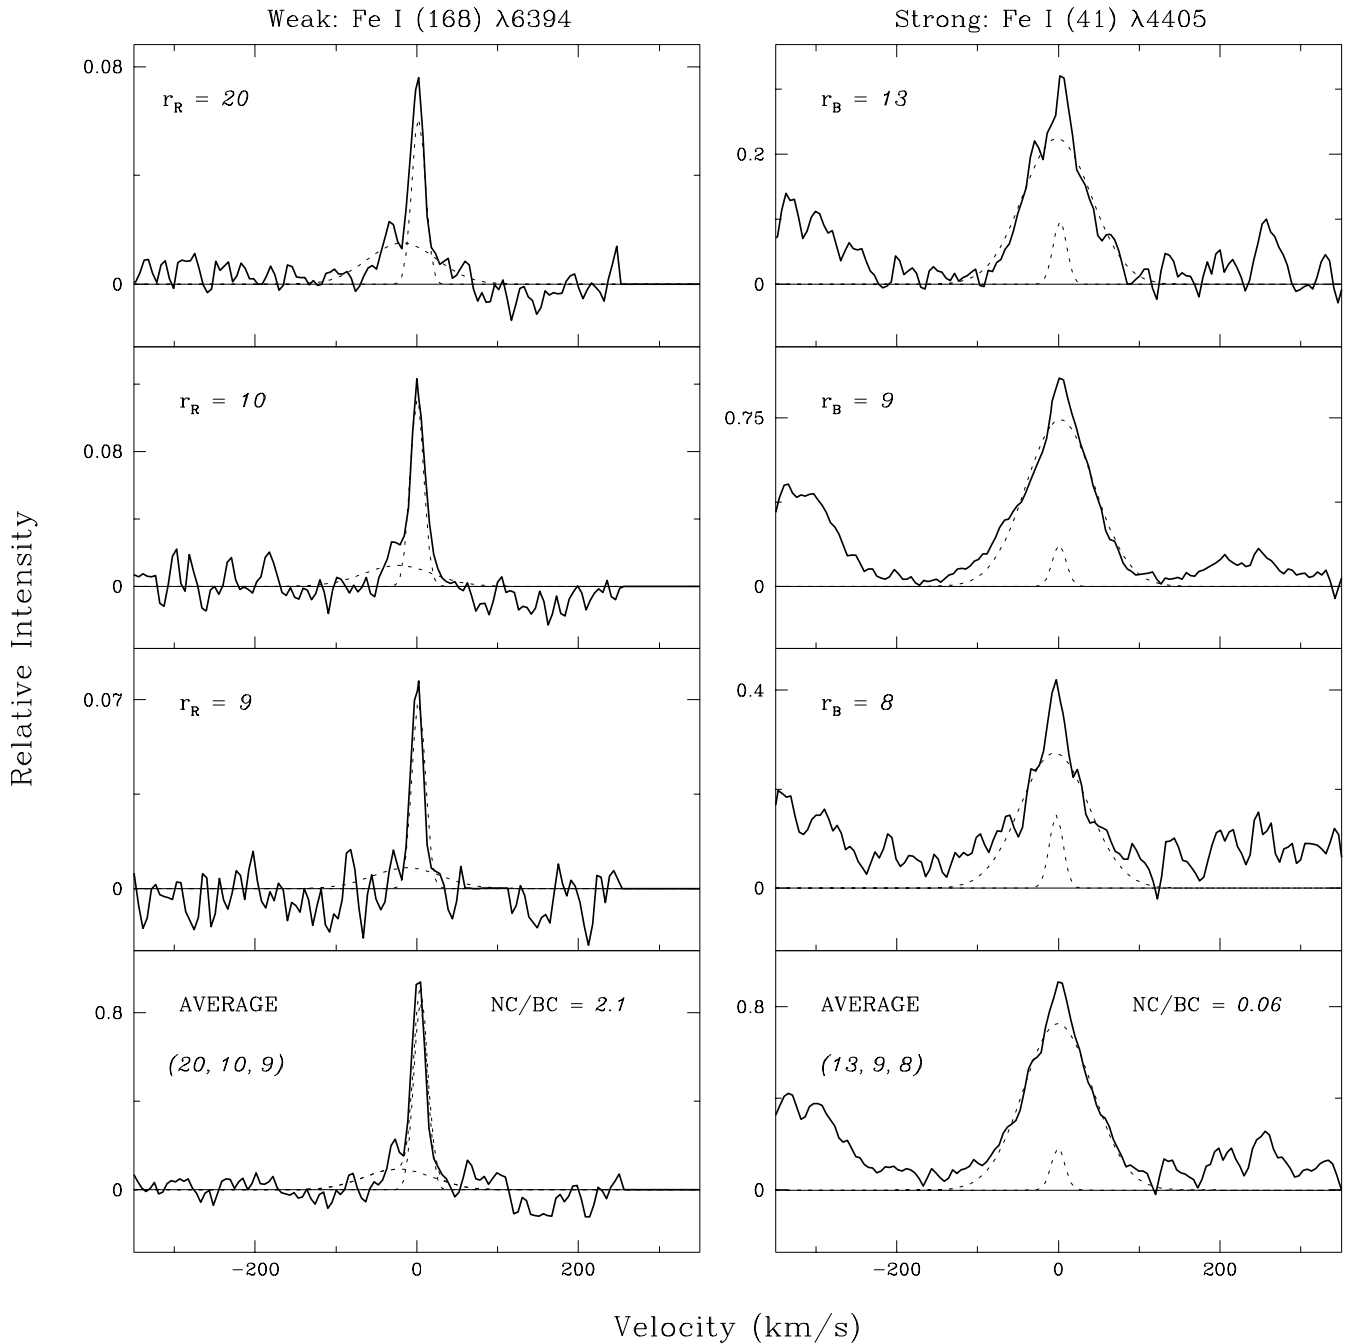 Weak: Fe I (168) λ6394
Strong: Fe I (41) λ4405
0.08
r_R = 20
0
r_B = 13
0.2
0
r_R = 10
0.08
0
r_B = 9
0.75
0
r_R = 9
0.07
0
r_B = 8
0.4
0
AVERAGE
NC/BC = 2.1
(20, 10, 9)
0.8
0
-200
0
200
AVERAGE
NC/BC = 0.06
(13, 9, 8)
0.8
0
-200
0
200
Relative Intensity
Velocity (km/s)